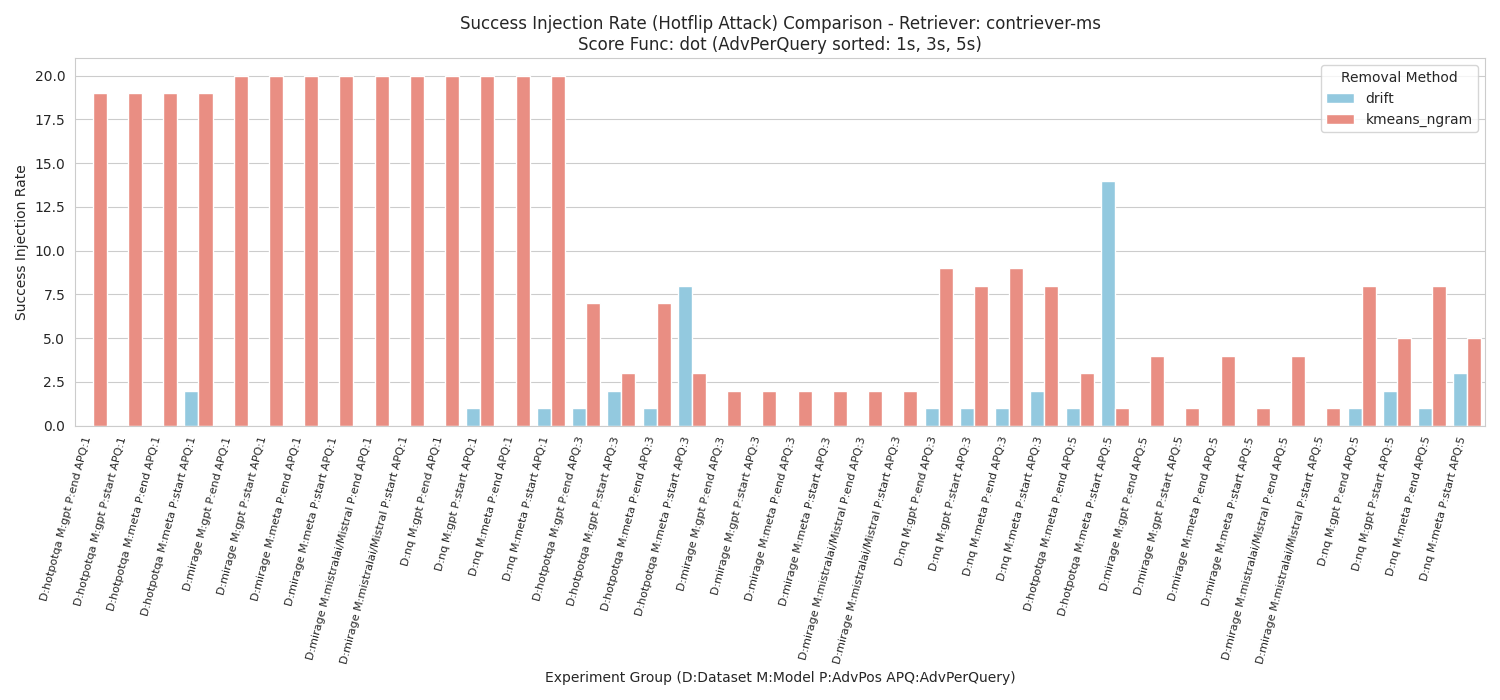 Success Injection Rate (Hotflip Attack) Comparison - Retriever: contriever-ms
Score Func: dot (AdvPerQuery sorted: 1s, 3s, 5s)
Removal Method
drift
kmeans_ngram
Success Injection Rate
20.0
17.5
15.0
12.5
10.0
7.5
5.0
2.5
0.0
D:hotpotqa M:gpt P:end APQ:1
D:hotpotqa M:gpt P:start APQ:1
D:hotpotqa M:meta P:end APQ:1
D:hotpotqa M:meta P:start APQ:1
D:mirage M:gpt P:end APQ:1
D:mirage M:gpt P:start APQ:1
D:mirage M:meta P:end APQ:1
D:mirage M:meta P:start APQ:1
D:mirage M:mistralai/Mistral P:end APQ:1
D:mirage M:mistralai/Mistral P:start APQ:1
D:nq M:gpt P:end APQ:1
D:nq M:gpt P:start APQ:1
D:nq M:meta P:end APQ:1
D:nq M:meta P:start APQ:1
D:hotpotqa M:gpt P:end APQ:3
D:hotpotqa M:gpt P:start APQ:3
D:hotpotqa M:meta P:end APQ:3
D:hotpotqa M:meta P:start APQ:3
D:mirage M:gpt P:end APQ:3
D:mirage M:gpt P:start APQ:3
D:mirage M:meta P:end APQ:3
D:mirage M:meta P:start APQ:3
D:mirage M:mistralai/Mistral P:end APQ:3
D:mirage M:mistralai/Mistral P:start APQ:3
D:nq M:gpt P:end APQ:3
D:nq M:gpt P:start APQ:3
D:nq M:meta P:end APQ:3
D:nq M:meta P:start APQ:3
D:hotpotqa M:meta P:end APQ:5
D:hotpotqa M:meta P:start APQ:5
D:mirage M:gpt P:end APQ:5
D:mirage M:gpt P:start APQ:5
D:mirage M:meta P:end APQ:5
D:mirage M:meta P:start APQ:5
D:mirage M:mistralai/Mistral P:end APQ:5
D:mirage M:mistralai/Mistral P:start APQ:5
D:nq M:gpt P:end APQ:5
D:nq M:gpt P:start APQ:5
D:nq M:meta P:end APQ:5
D:nq M:meta P:start APQ:5
Experiment Group (D:Dataset M:Model P:AdvPos APQ:AdvPerQuery)